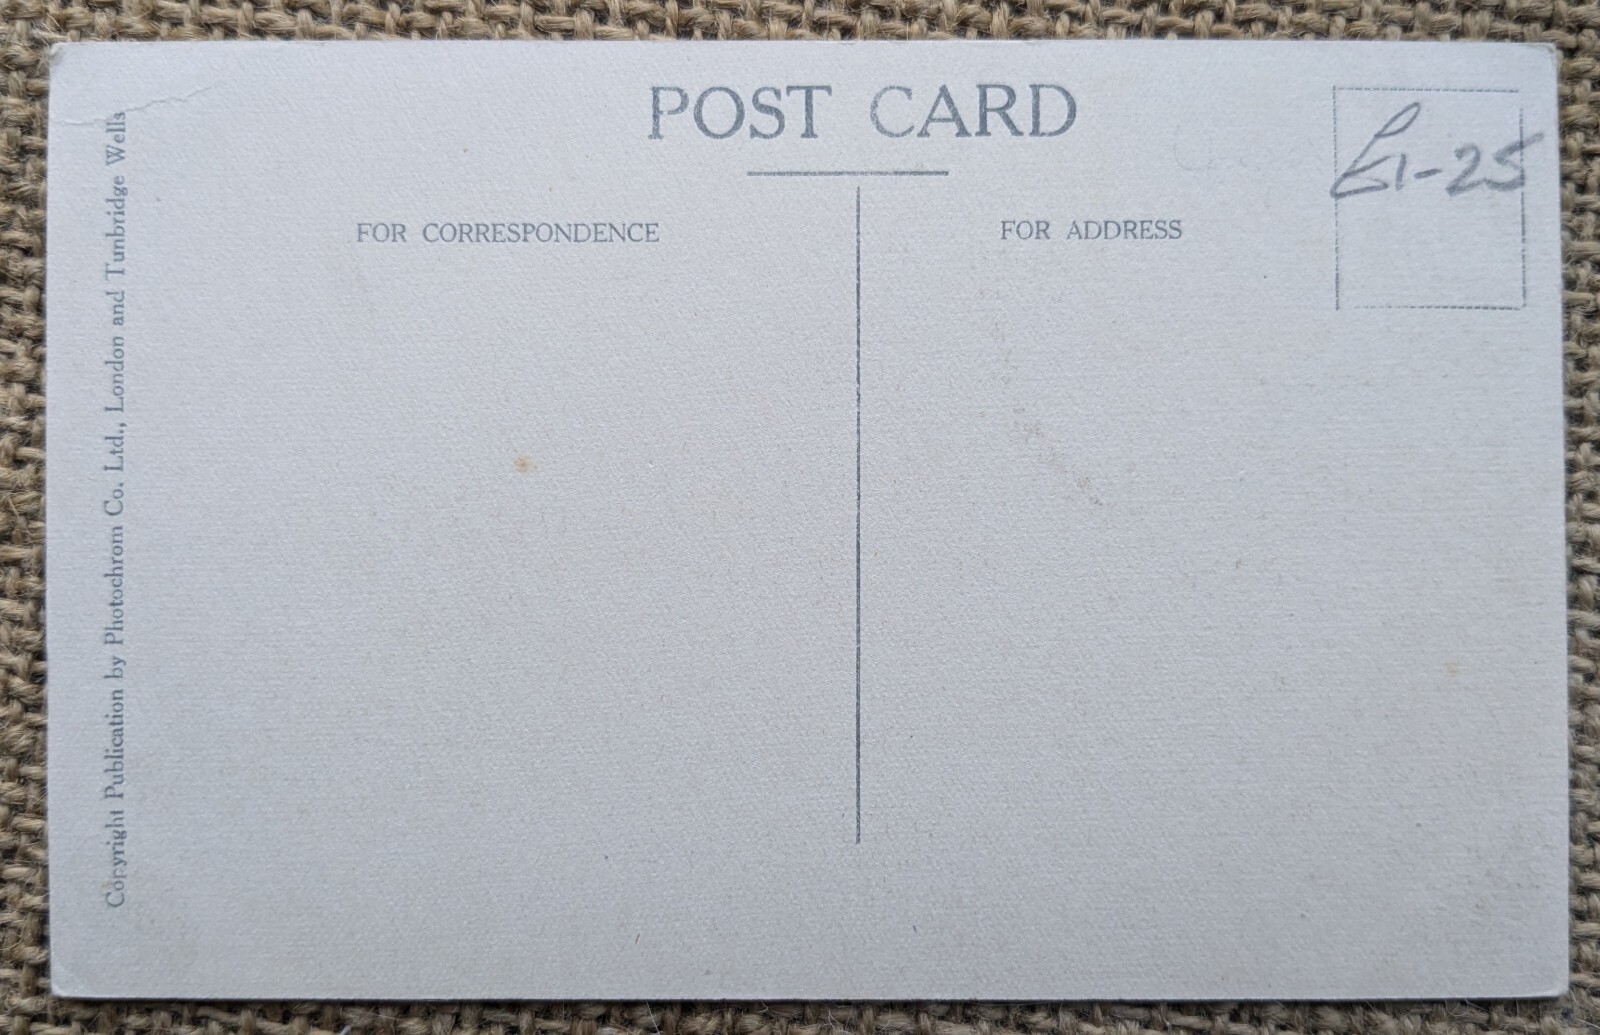 POST CARD
FOR CORRESPONDENCE
FOR ADDRESS
£1-25
Copyright Publication by Photochrom Co. Ltd., London and Tunbridge Wells